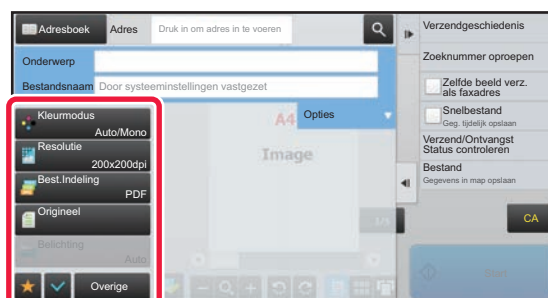 Adresboek Adres Druk in om adres in te voeren
Onderwerp
Bestandsnaam Door systeeminstellingen vastgezet
Kleurmodus
Auto/Mono
Resolutie
200x200dpi
Best.Indeling
PDF
Origineel
Belichting
Auto
Overige
Opties
A4
Image
Verzendgeschiedenis
Zoeknummer oproepen
Zelfde beeld verz.
als faxadres
Snelbestand
Geg. tijdelijk opslaan
Verzend/Ontvangst
Status controleren
Bestand
Gegevens in map opslaan
CA